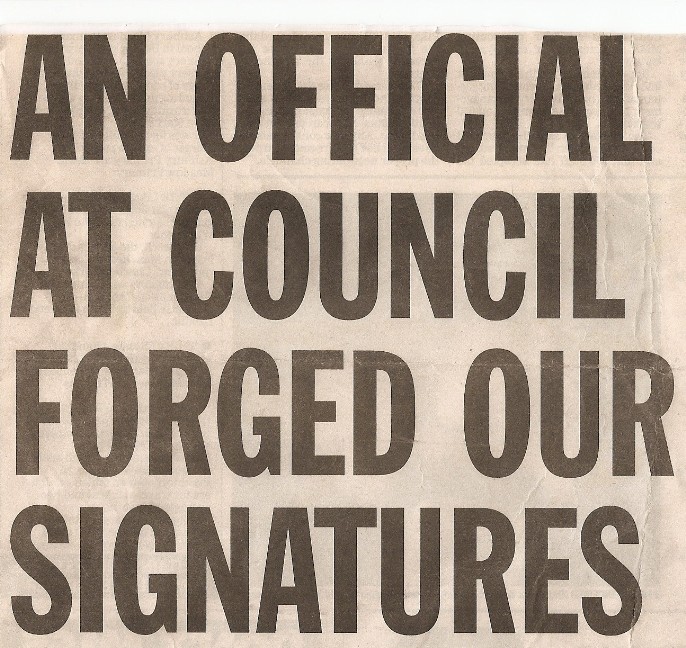 AN OFFICIAL
AT COUNCIL
FORGED OUR
SIGNATURES